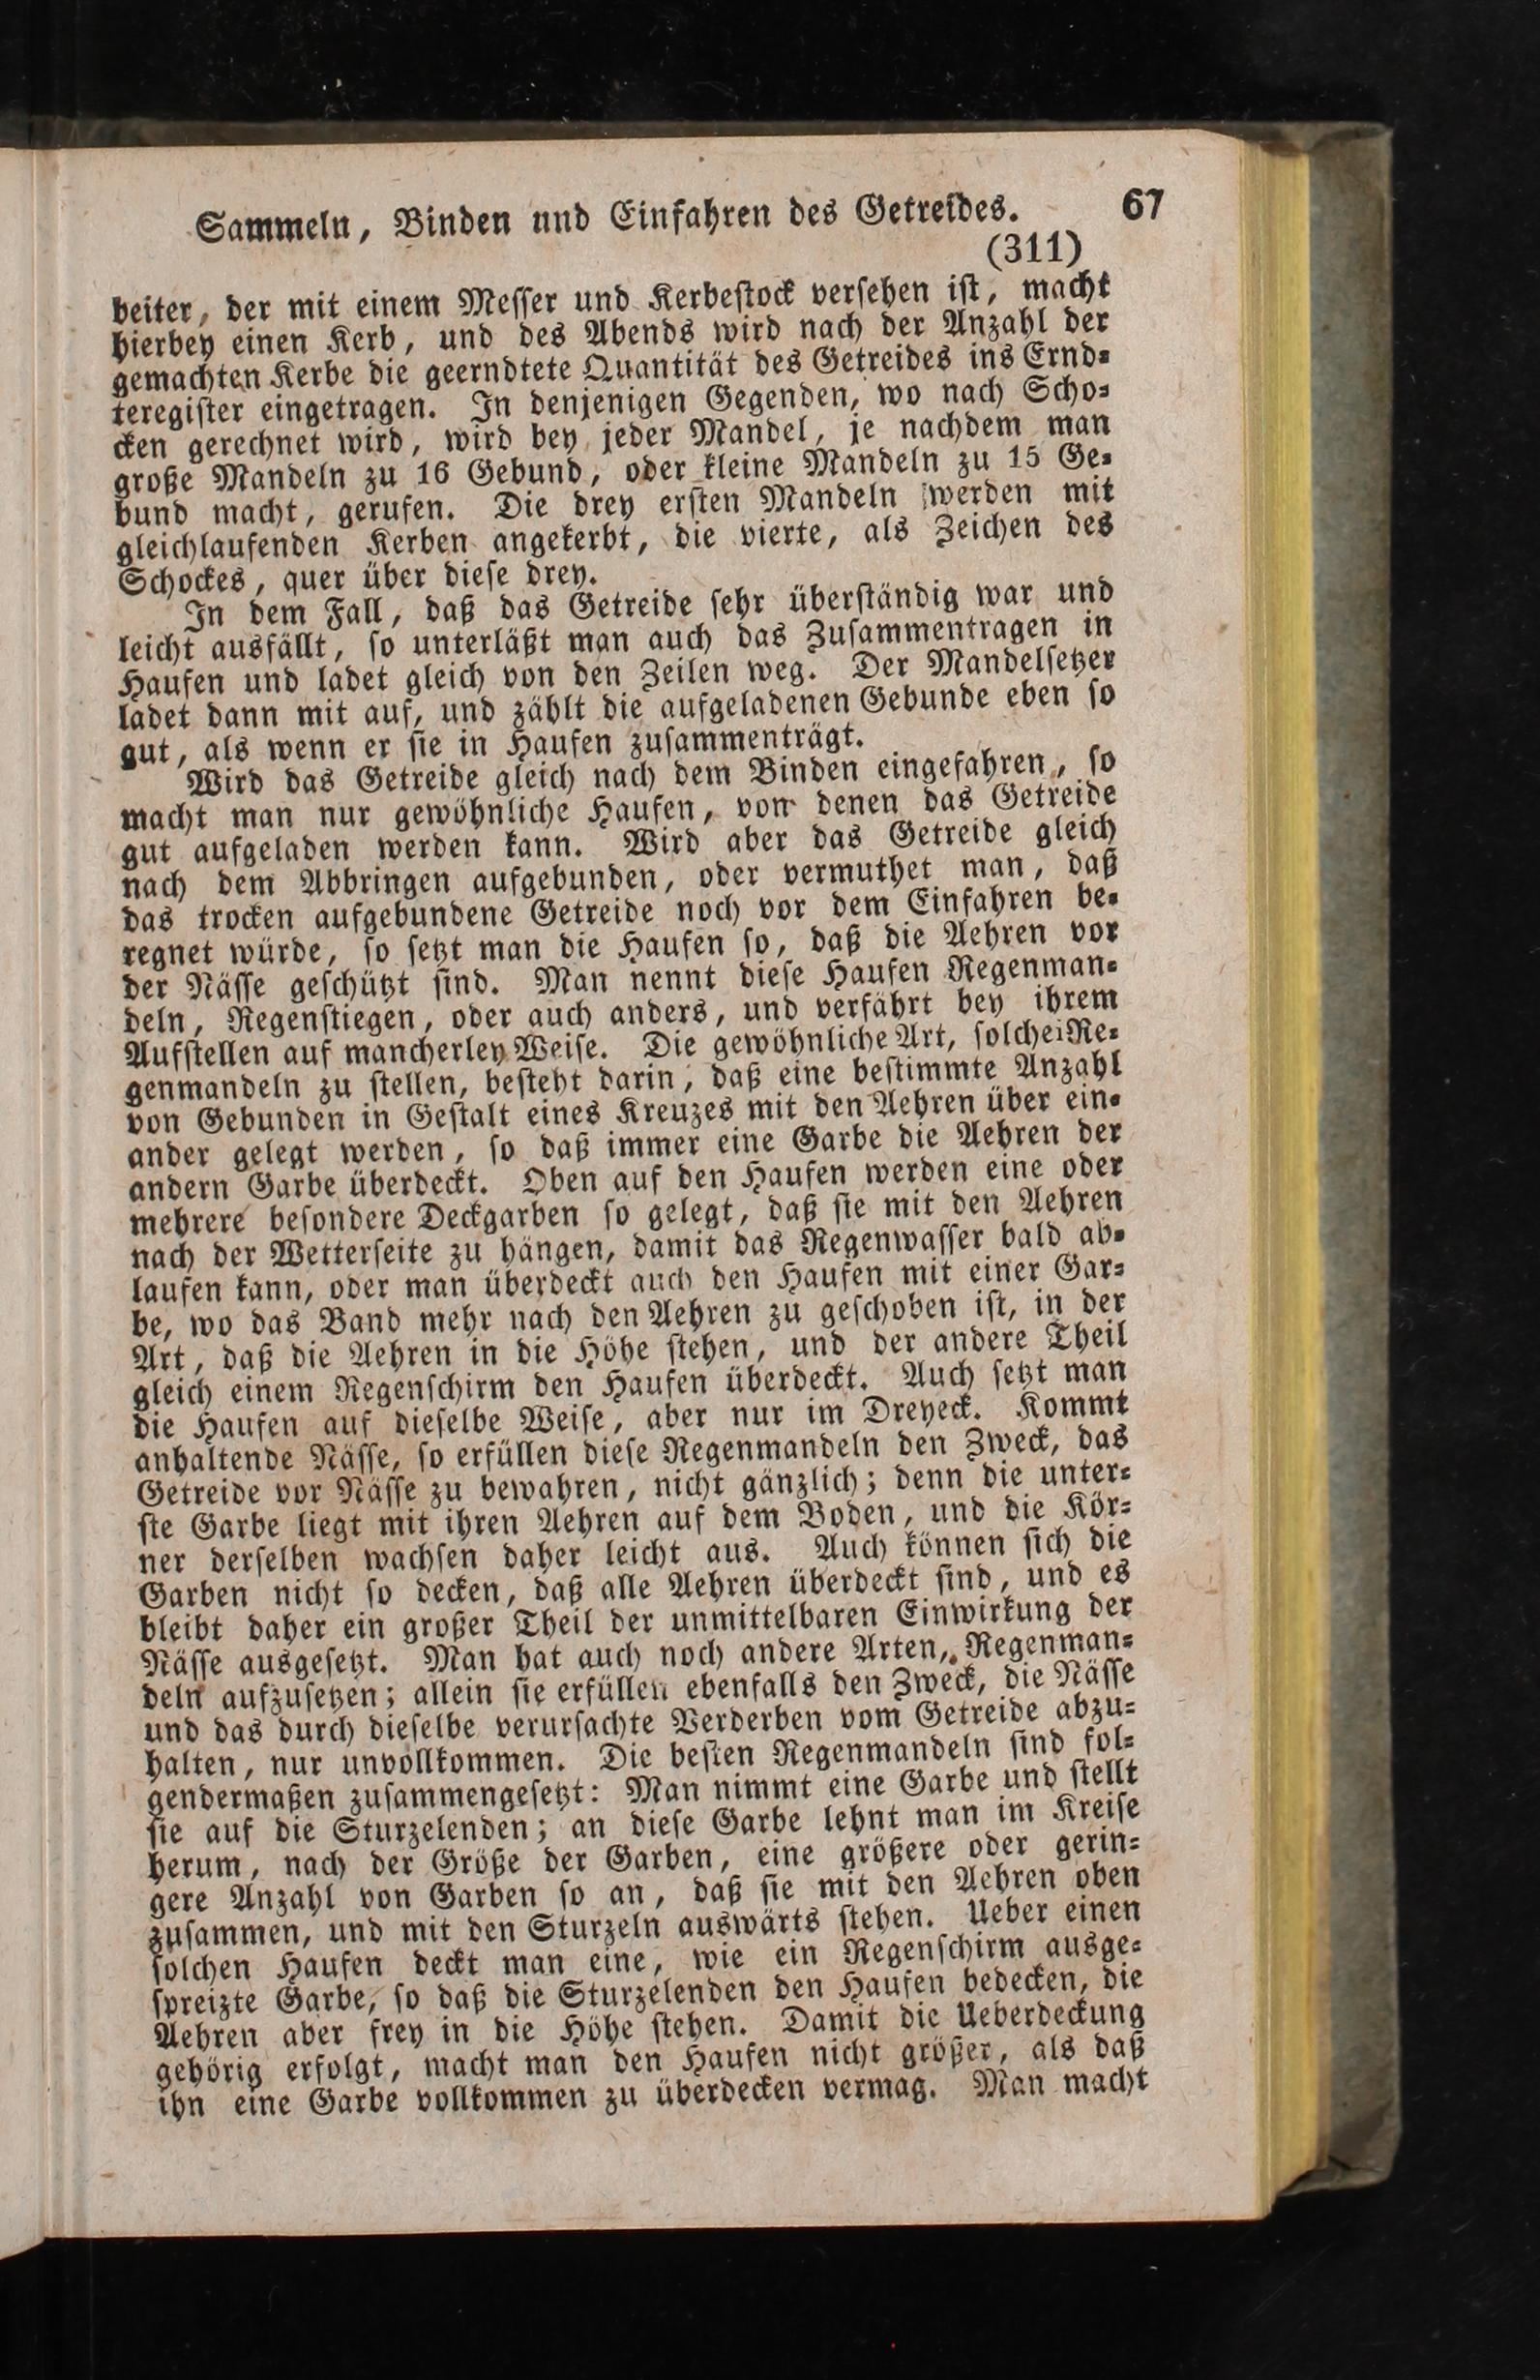 Sammeln, Binden und Einfahren des Getreides. 67
(311)
beiter, der mit einem Meſſer und Kerbeſtock verſehen iſt, macht
hierbey einen Kerb, und des Abends wird nach der Anzahl der
gemachten Kerbe die geerndtete Quantität des Getreides ins Ernd⸗
teregiſter eingetragen. In denjenigen Gegenden, wo nach Scho⸗
cken gerechnet wird, wird bey jeder Mandel, je nachdem man
große Mandeln zu 16 Gebund, oder kleine Mandeln zu 15 Ge⸗
bund macht, gerufen. Die drey erſten Mandeln werden mit
gleichlaufenden Kerben angekerbt, die vierte, als Zeichen des
Schockes, quer über dieſe drey.
In dem Fall, daß das Getreide ſehr überſtändig war und
leicht ausfällt, ſo unterläßt man auch das Zuſammentragen in
Haufen und ladet gleich von den Zeilen weg. Der Mandelſetzer
ladet dann mit auf, und zählt die aufgeladenen Gebunde eben ſo
gut, als wenn er ſie in Haufen zuſammenträgt.
Wird das Getreide gleich nach dem Binden eingefahren, ſo
macht man nur gewöhnliche Haufen, von denen das Getreide
gut aufgeladen werden kann. Wird aber das Getreide gleich
nach dem Abbringen aufgebunden, oder vermuthet man, daß
das trocken aufgebundene Getreide noch vor dem Einfahren be⸗
regnet würde, ſo ſetzt man die Haufen ſo, daß die Aehren vor
der Näſſe geſchützt ſind. Man nennt dieſe Haufen Regenman⸗
deln, Regenſtiegen, oder auch anders, und verfährt bey ihrem
Aufſtellen auf mancherley Weiſe. Die gewöhnliche Art, ſolche Re⸗
genmandeln zu ſtellen, beſteht darin, daß eine beſtimmte Anzahl
von Gebunden in Geſtalt eines Kreuzes mit den Aehren über ein⸗
ander gelegt werden, ſo daß immer eine Garbe die Aehren der
andern Garbe überdeckt. Oben auf den Haufen werden eine oder
mehrere beſondere Deckgarben ſo gelegt, daß ſie mit den Aehren
nach der Wetterſeite zu hängen, damit das Regenwaſſer bald ab⸗
laufen kann, oder man überdeckt auch den Haufen mit einer Gar⸗
be, wo das Band mehr nach den Aehren zu geſchoben iſt, in der
Art, daß die Aehren in die Höhe ſtehen, und der andere Theil
gleich einem Regenſchirm den Haufen überdeckt. Auch ſetzt man
die Haufen auf dieſelbe Weiſe, aber nur im Dreyeck. Kommt
anhaltende Näſſe, ſo erfüllen dieſe Regenmandeln den Zweck, das
Getreide vor Näſſe zu bewahren, nicht gänzlich; denn die unter⸗
ſte Garbe liegt mit ihren Aehren auf dem Boden, und die Kör⸗
ner derſelben wachſen daher leicht aus. Auch können ſich die
Garben nicht ſo decken, daß alle Aehren überdeckt ſind, und es
bleibt daher ein großer Theil der unmittelbaren Einwirkung der
Näſſe ausgeſetzt. Man hat auch noch andere Arten, Regenman⸗
deln aufzuſetzen; allein ſie erfüllen ebenfalls den Zweck, die Näſſe
und das durch dieſelbe verurſachte Verderben vom Getreide abzu⸗
halten, nur unvollkommen. Die beſten Regenmandeln ſind fol⸗
gendermaßen zuſammengeſetzt: Man nimmt eine Garbe und ſtellt
ſie auf die Sturzelenden; an dieſe Garbe lehnt man im Kreiſe
herum, nach der Größe der Garben, eine größere oder gerin⸗
gere Anzahl von Garben ſo an, daß ſie mit den Aehren oben
zuſammen, und mit den Sturzeln auswärts ſtehen. Ueber einen
ſolchen Haufen deckt man eine, wie ein Regenſchirm ausge⸗
ſpreizte Garbe, ſo daß die Sturzelenden den Haufen bedecken, die
Aehren aber frey in die Höhe ſtehen. Damit die Ueberdeckung
gehörig erfolgt, macht man den Haufen nicht größer, als daß
ihn eine Garbe vollkommen zu überdecken vermag. Man macht